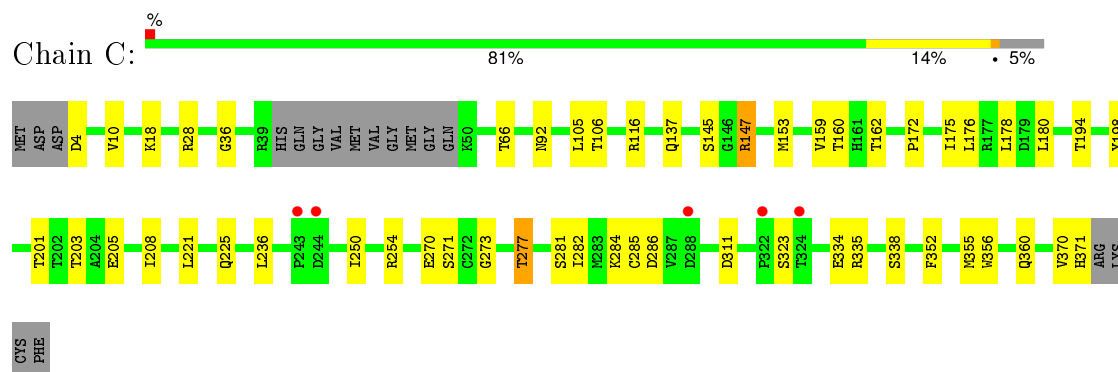 %
Chain C:
81% 14% • 5%
MET ASP ASP D4 V10 K18 R28 G36 R39 HIS GLN GLY VAL MET VAL GLY MET GLY GLN K50 T66 N92 L105 T106 R116 Q137 S145 G146 R147 M153 V159 T160 H161 T162 P172 I175 L176 R177 L178 D179 L180 T194 Y198
T201 T202 T203 A204 E205 I208 L221 Q225 L236 P243 D244 I250 R254 E270 S271 C272 G273 T277 S281 I282 M283 K284 C285 D286 V287 D288 D311 P322 S323 T324 E334 R335 S338 F352 M355 W356 Q360 V370 H371 ARG LYS
CYS PHE